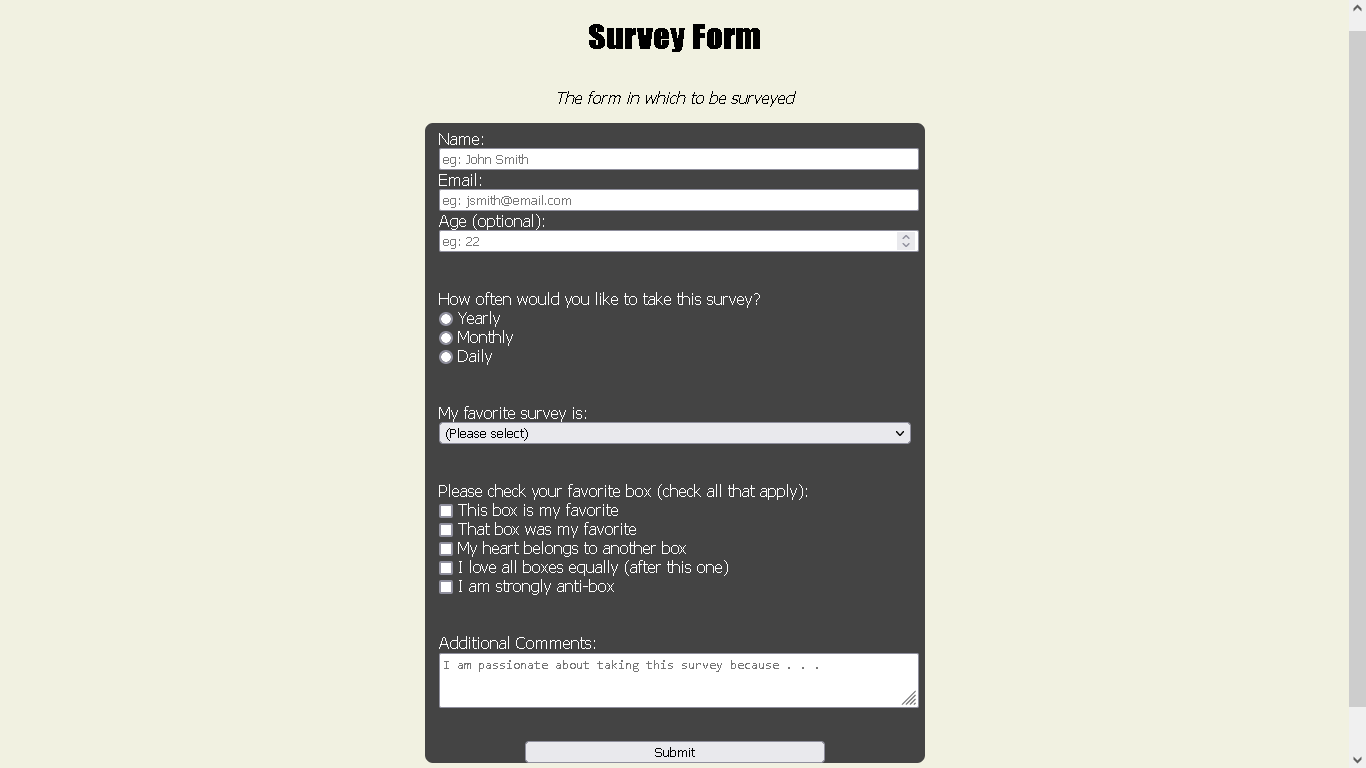 Survey Form
The form in which to be surveyed
Name:
eg: John Smith
Email:
eg: jsmith@email.com
Age (optional):
eg: 22
How often would you like to take this survey?
Yearly
Monthly
Daily
My favorite survey is:
(Please select)
Please check your favorite box (check all that apply):
This box is my favorite
That box was my favorite
My heart belongs to another box
I love all boxes equally (after this one)
I am strongly anti-box
Additional Comments:
I am passionate about taking this survey because . . .
Submit